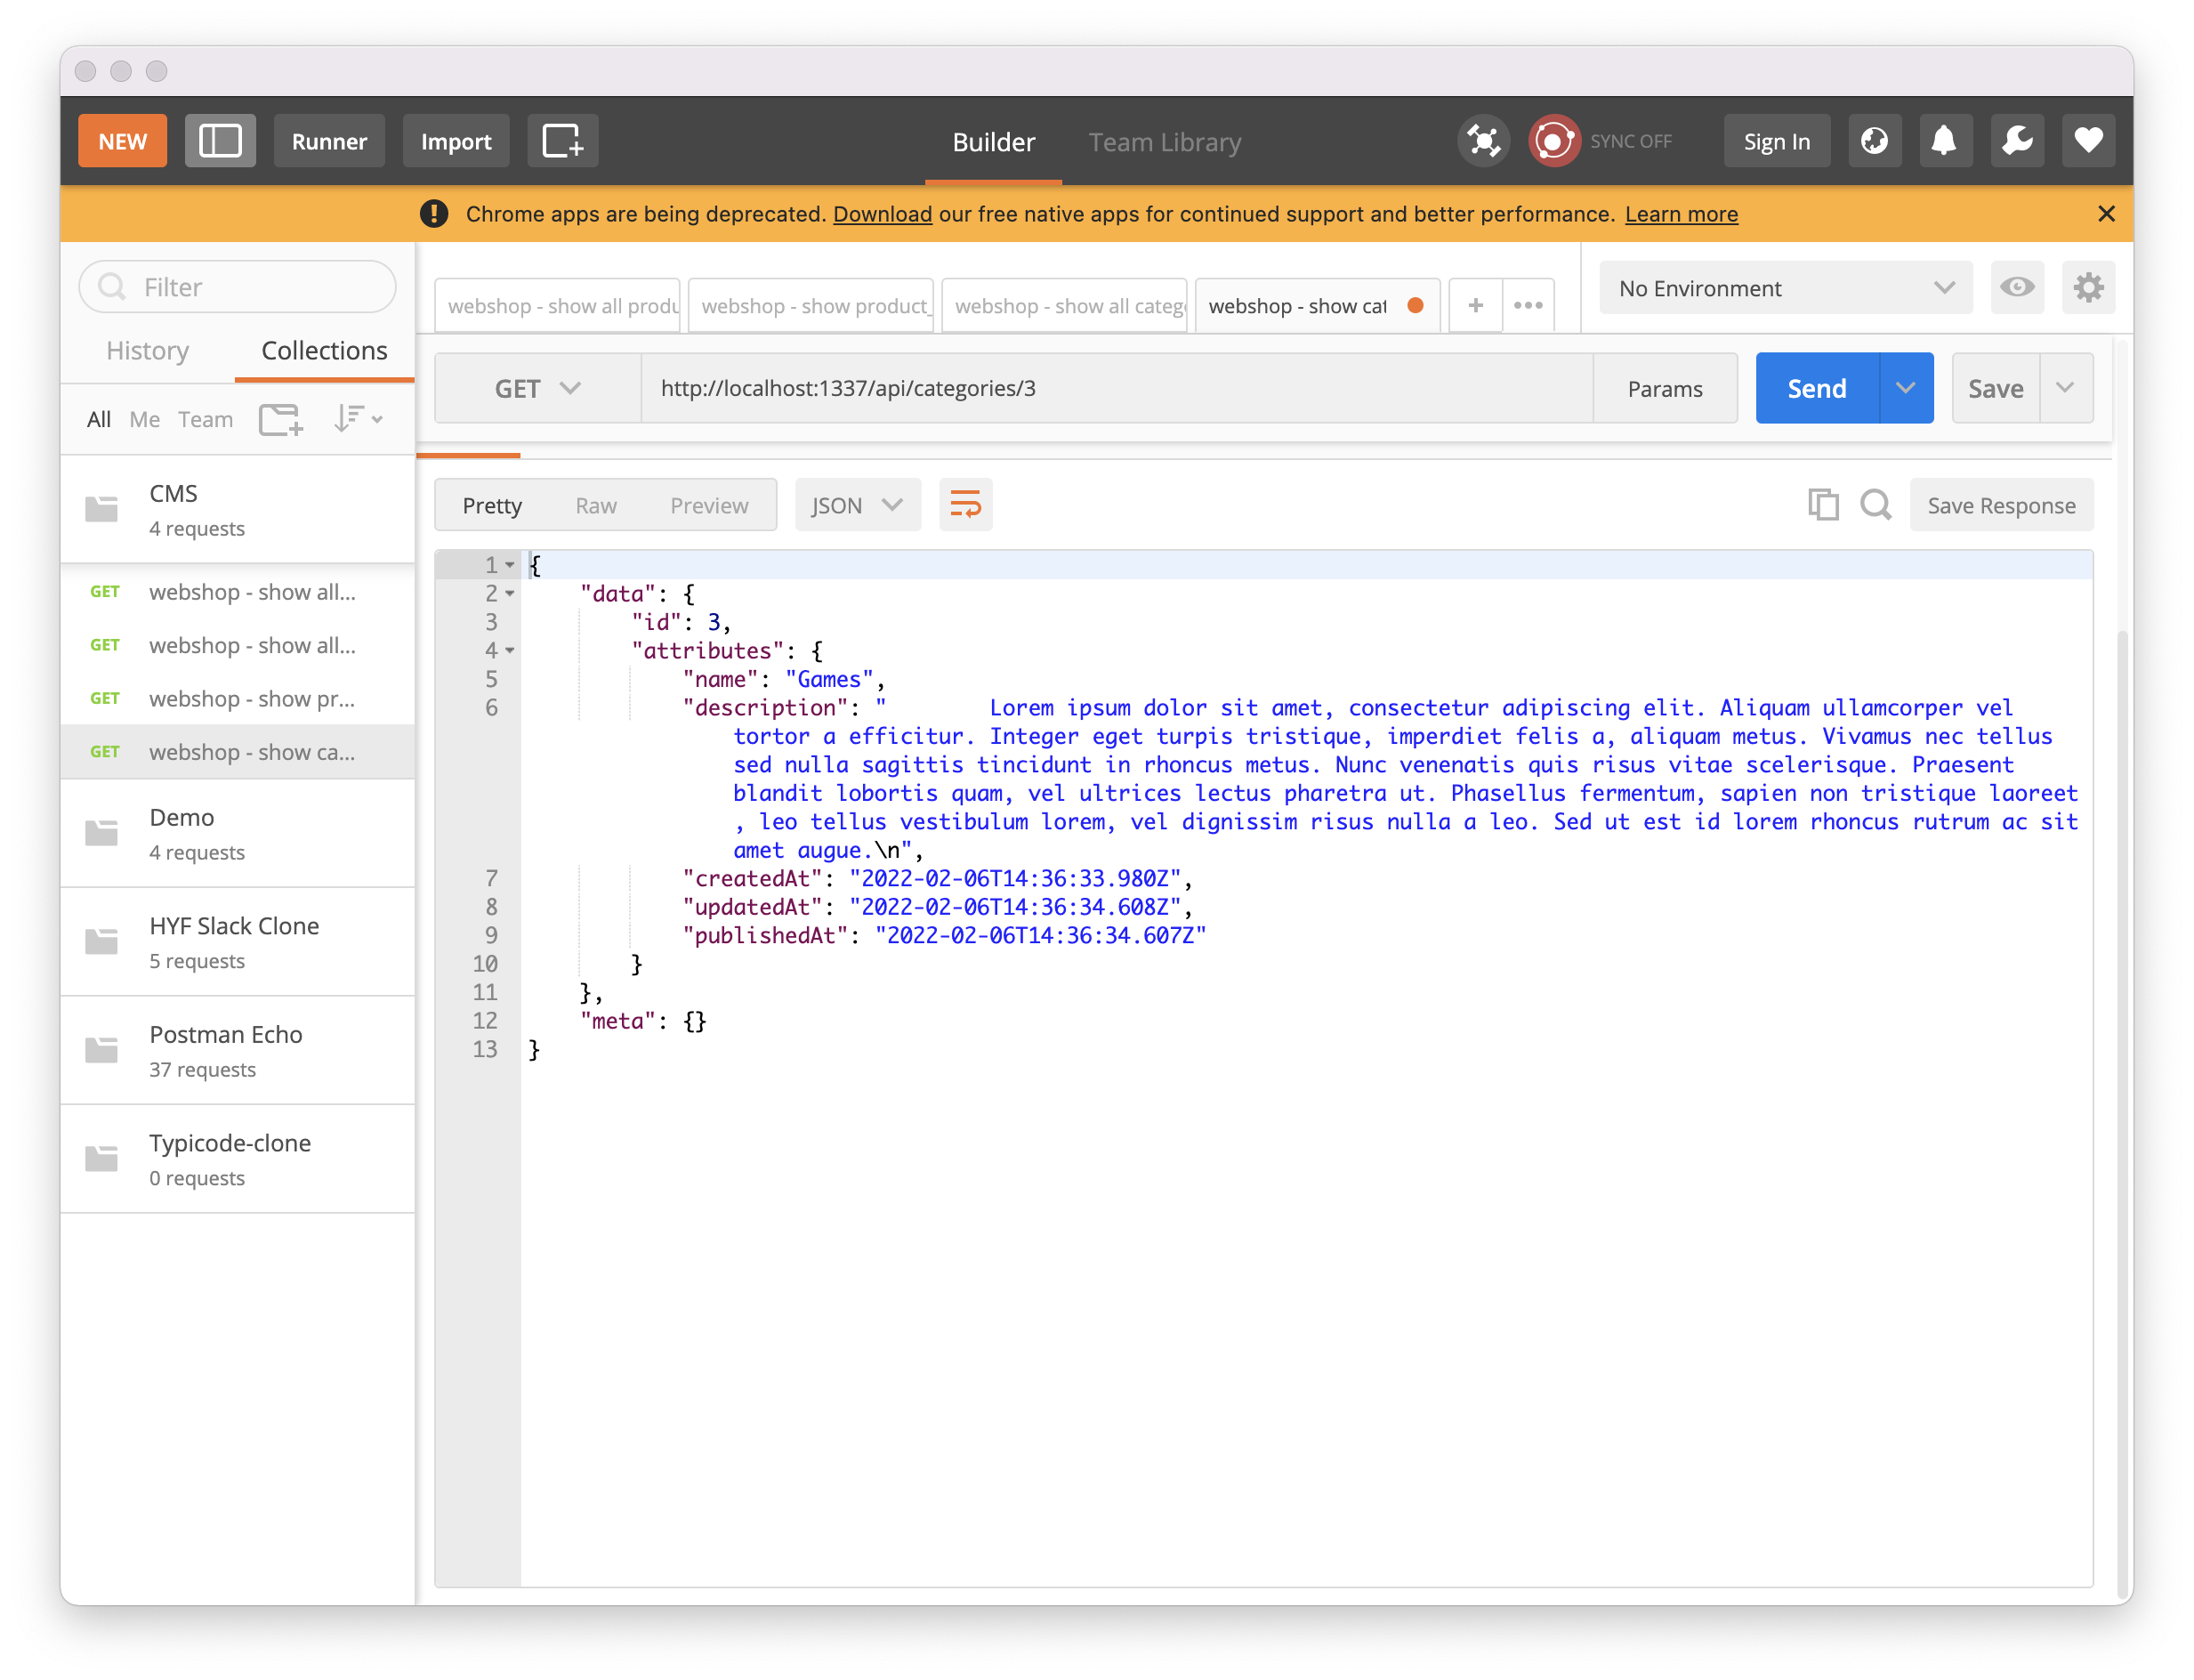 NEW Runner Import Builder Team Library SYNC OFF Sign In
Chrome apps are being deprecated. Download our free native apps for continued support and better performance. Learn more
Filter
History Collections
All Me Team
CMS
4 requests
GET webshop - show all...
GET webshop - show all...
GET webshop - show pr...
GET webshop - show ca...
Demo
4 requests
HYF Slack Clone
5 requests
Postman Echo
37 requests
Typicode-clone
0 requests
webshop - show all produ webshop - show product_ webshop - show all catego webshop - show cat + ••• No Environment
GET http://localhost:1337/api/categories/3 Params Send Save
Pretty Raw Preview JSON Save Response
1 {
2 "data": {
3 "id": 3,
4 "attributes": {
5 "name": "Games",
6 "description": " Lorem ipsum dolor sit amet, consectetur adipiscing elit. Aliquam ullamcorper vel
tortor a efficitur. Integer eget turpis tristique, imperdiet felis a, aliquam metus. Vivamus nec tellus
sed nulla sagittis tincidunt in rhoncus metus. Nunc venenatis quis risus vitae scelerisque. Praesent
blandit lobortis quam, vel ultrices lectus pharetra ut. Phasellus fermentum, sapien non tristique laoreet
, leo tellus vestibulum lorem, vel dignissim risus nulla a leo. Sed ut est id lorem rhoncus rutrum ac sit
amet augue.\n",
7 "createdAt": "2022-02-06T14:36:33.980Z",
8 "updatedAt": "2022-02-06T14:36:34.608Z",
9 "publishedAt": "2022-02-06T14:36:34.607Z"
10 }
11 },
12 "meta": {}
13 }